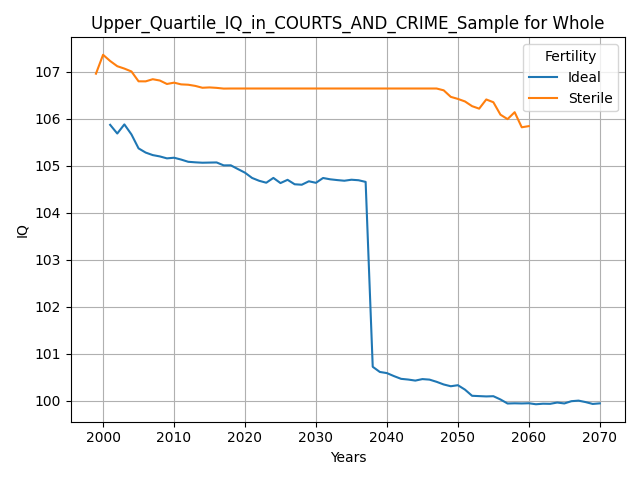 Upper_Quartile_IQ_in_COURTS_AND_CRIME_Sample for Whole
Fertility
Ideal
Sterile
IQ
107
106
105
104
103
102
101
100
2000 2010 2020 2030 2040 2050 2060 2070
Years